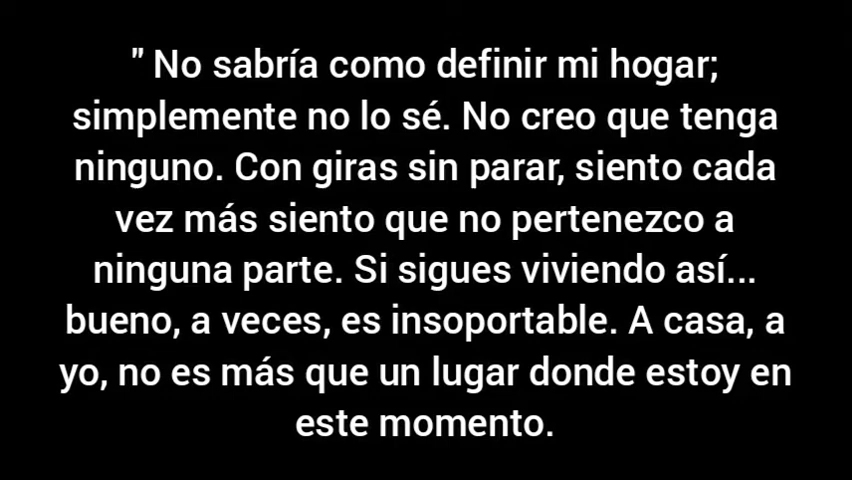 " No sabría como definir mi hogar;
simplemente no lo sé. No creo que tenga
ninguno. Con giras sin parar, siento cada
vez más siento que no pertenezco a
ninguna parte. Si sigues viviendo así...
bueno, a veces, es insoportable. A casa, a
yo, no es más que un lugar donde estoy en
este momento.